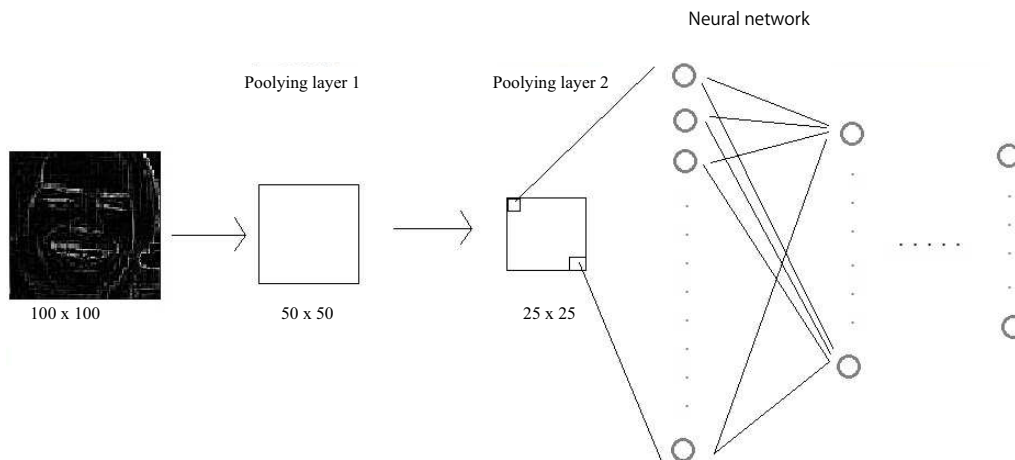 Neural network
Poolying layer 1
Poolying layer 2
100 x 100
50 x 50
25 x 25